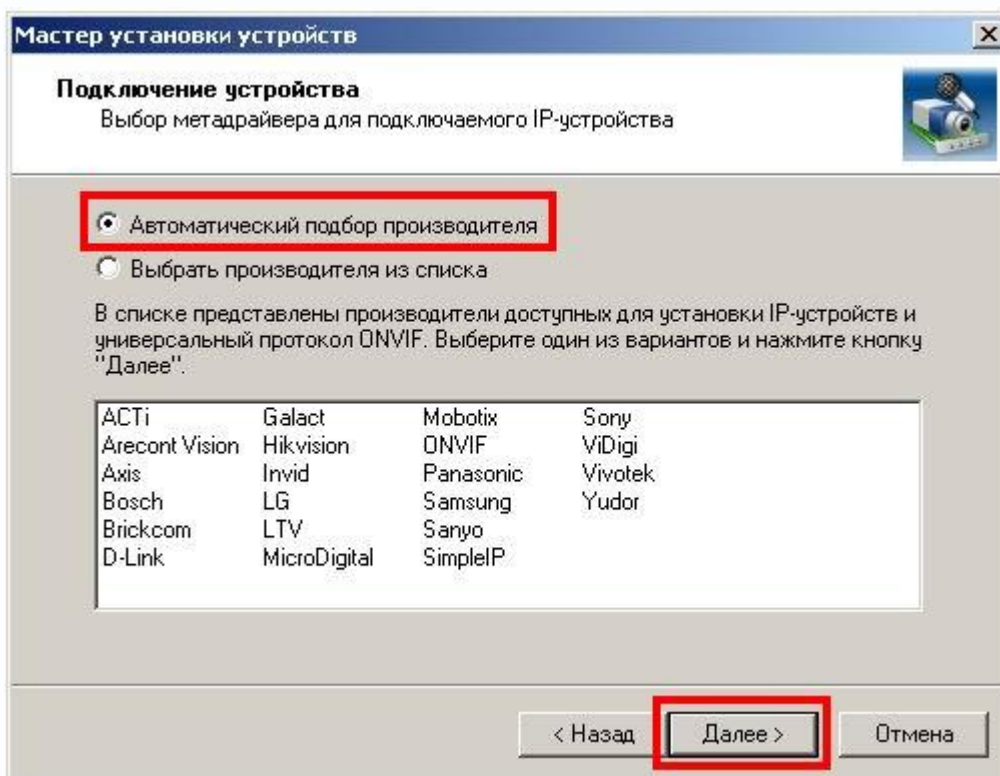 Мастер установки устройств
Подключение устройства
Выбор метадрайвера для подключаемого IP-устройства
Автоматический подбор производителя
Выбрать производителя из списка
В списке представлены производители доступных для установки IP-устройств и
универсальный протокол ONVIF. Выберите один из вариантов и нажмите кнопку
"Далее".
ACTi Galact Mobotix Sony
Arecont Vision Hikvision ONVIF ViDigi
Axis Invid Panasonic Vivotek
Bosch LG Samsung Yudor
Brickcom LTV Sanyo
D-Link MicroDigital SimpleIP
< Назад Далее > Отмена